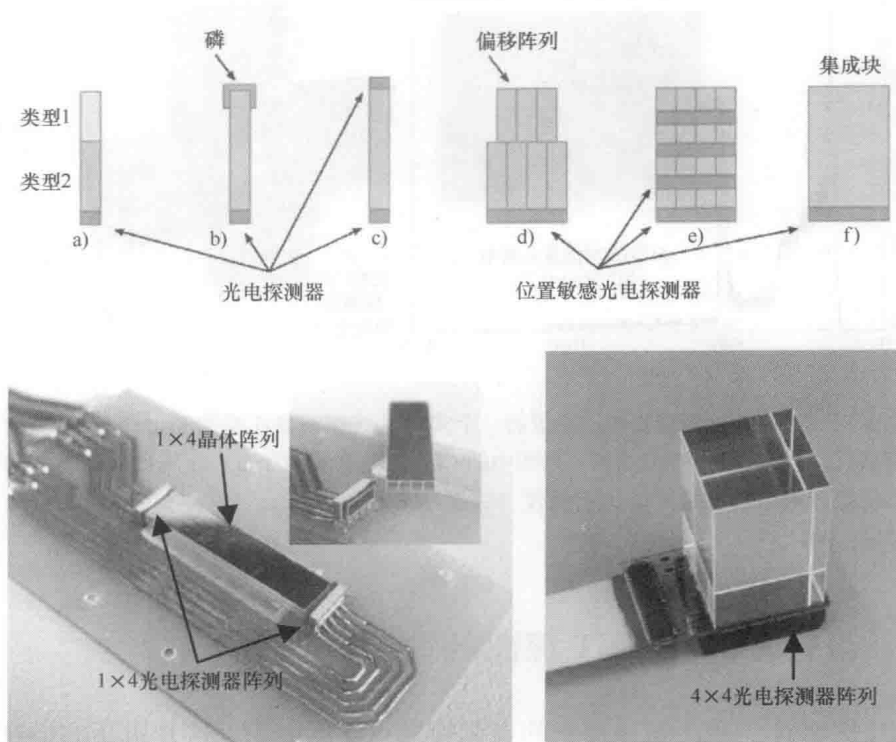 磷
偏移阵列
集成块
类型1
类型2
a)
b)
c)
d)
e)
f)
光电探测器
位置敏感光电探测器
1×4晶体阵列
1×4光电探测器阵列
4×4光电探测器阵列